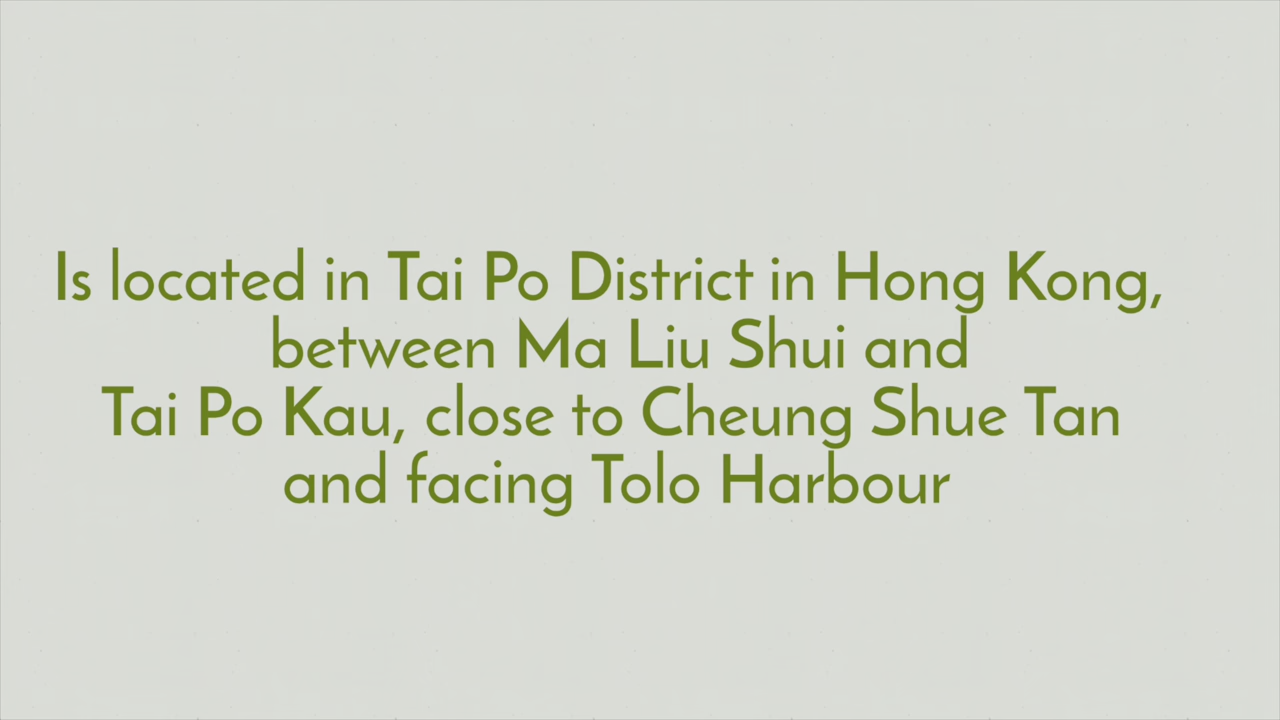 Is located in Tai Po District in Hong Kong,
between Ma Liu Shui and
Tai Po Kau, close to Cheung Shue Tan
and facing Tolo Harbour